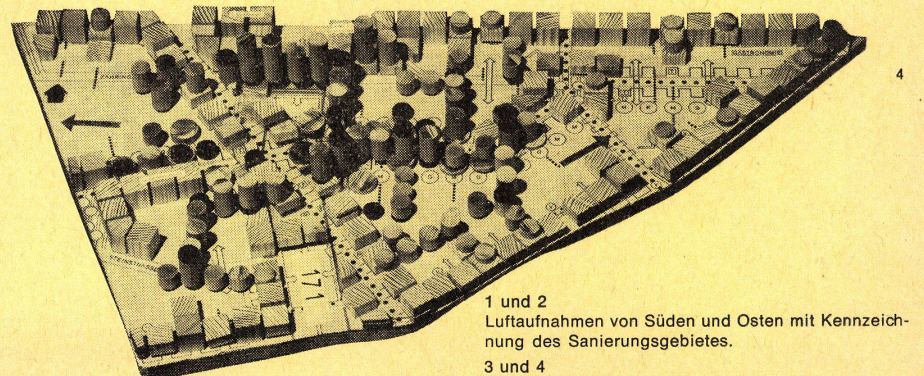 4
171
1 und 2
Luftaufnahmen von Süden und Osten mit Kennzeich-
nung des Sanierungsgebietes.
3 und 4